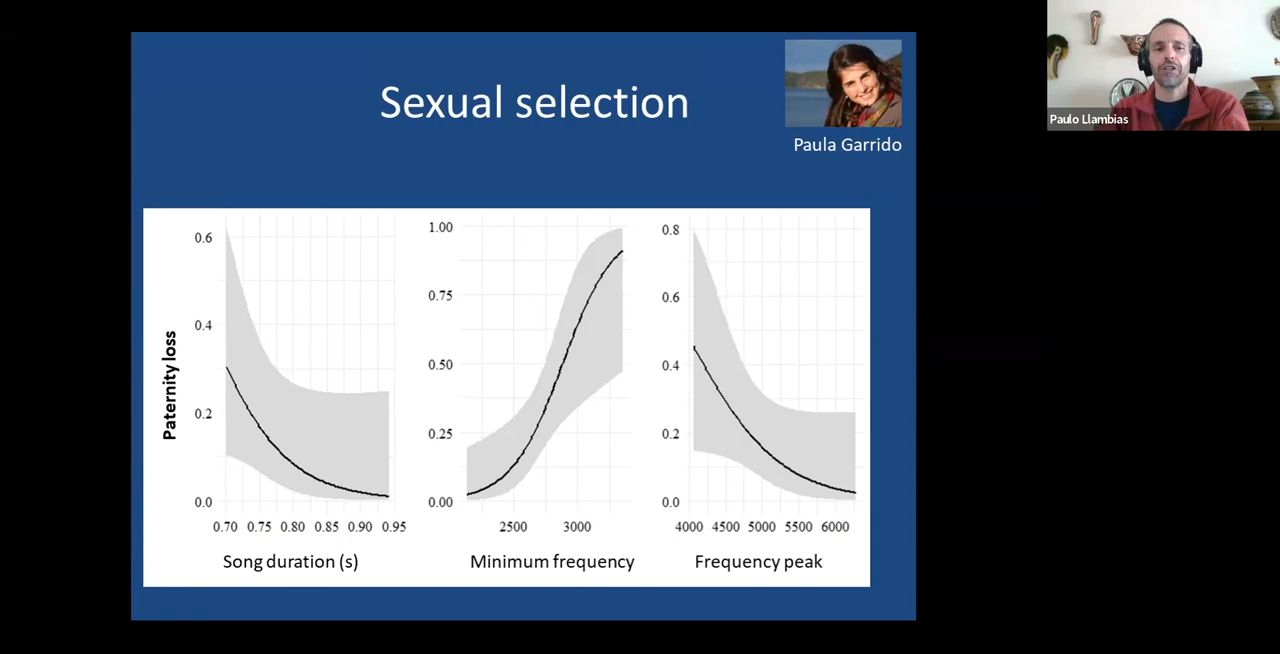 Sexual selection
Paula Garrido
Paulo Llambias
Paternity loss
0.6
0.4
0.2
0.0
0.70 0.75 0.80 0.85 0.90 0.95
Song duration (s)
1.00
0.75
0.50
0.25
0.00
2500 3000
Minimum frequency
0.8
0.6
0.4
0.2
0.0
4000 4500 5000 5500 6000
Frequency peak